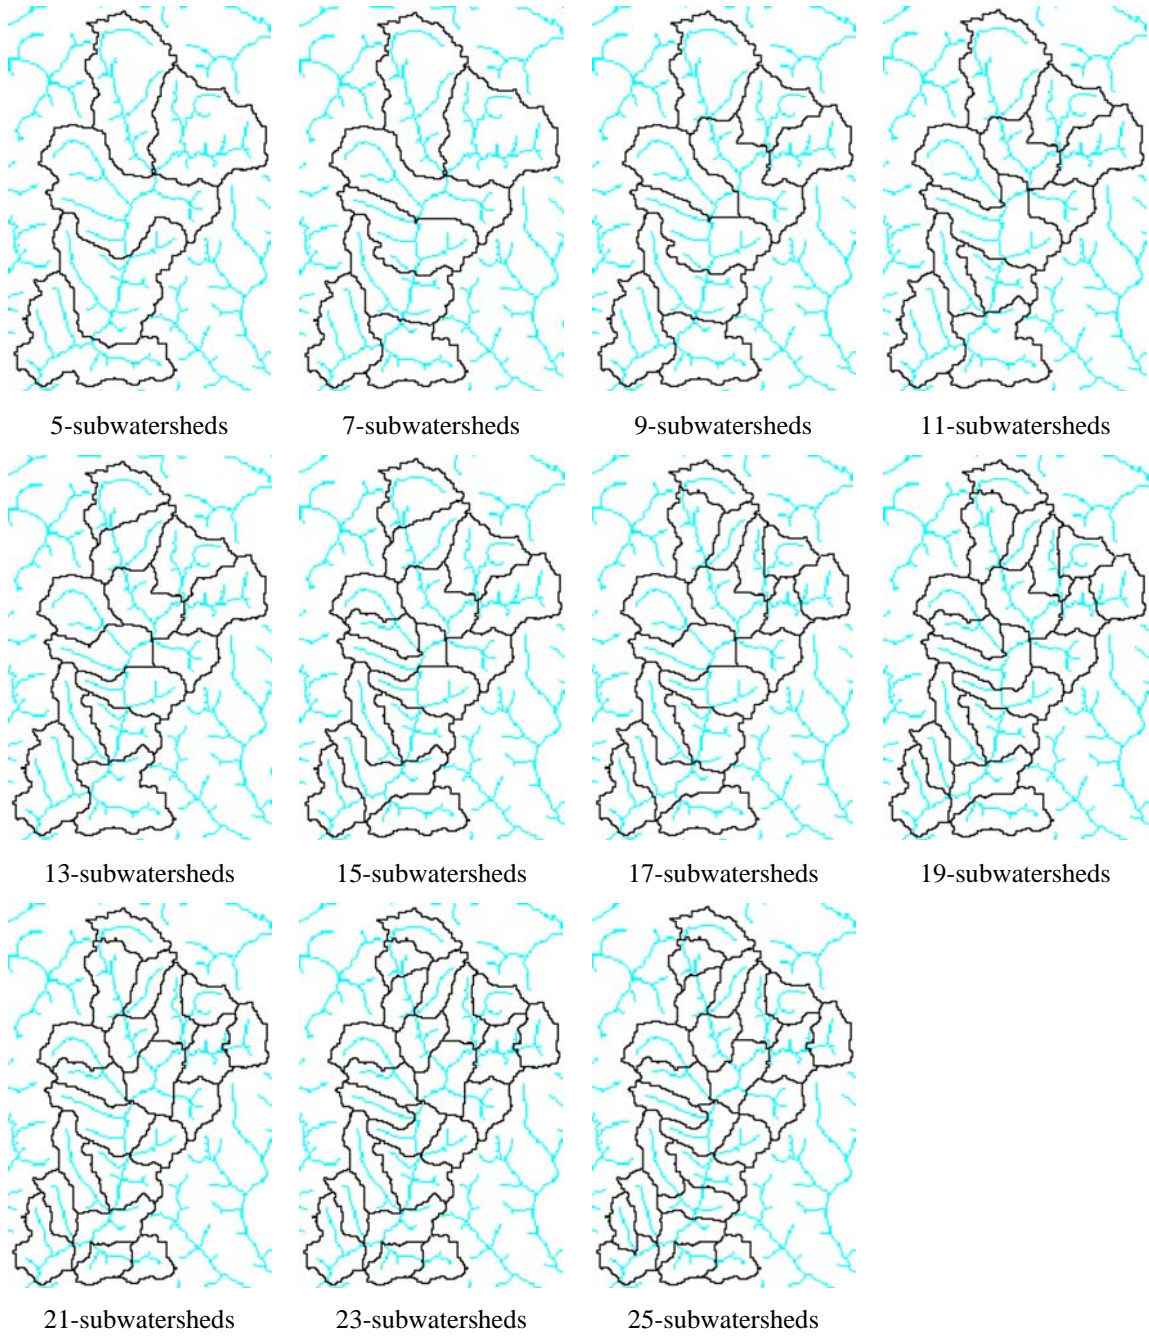 5-subwatersheds
7-subwatersheds
9-subwatersheds
11-subwatersheds
13-subwatersheds
15-subwatersheds
17-subwatersheds
19-subwatersheds
21-subwatersheds
23-subwatersheds
25-subwatersheds